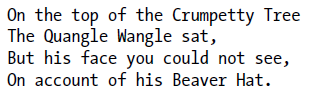 On the top of the Crumpetty Tree
The Quangle Wangle sat,
But his face you could not see,
On account of his Beaver Hat.